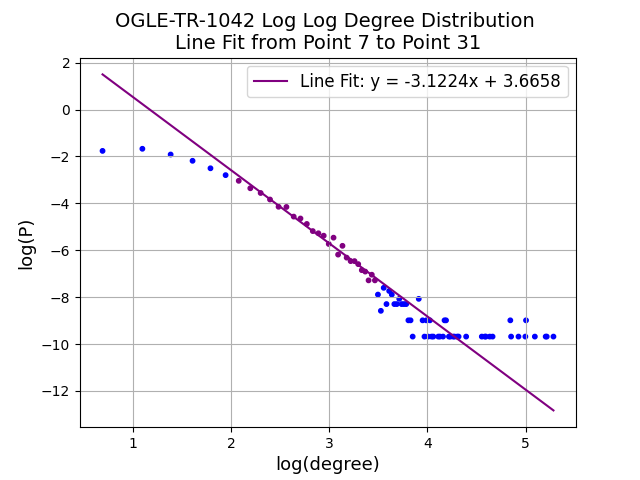 OGLE-TR-1042 Log Log Degree Distribution
Line Fit from Point 7 to Point 31
Line Fit: y = -3.1224x + 3.6658
log(P)
2
0
−2
−4
−6
−8
−10
−12
1
2
3
4
5
log(degree)